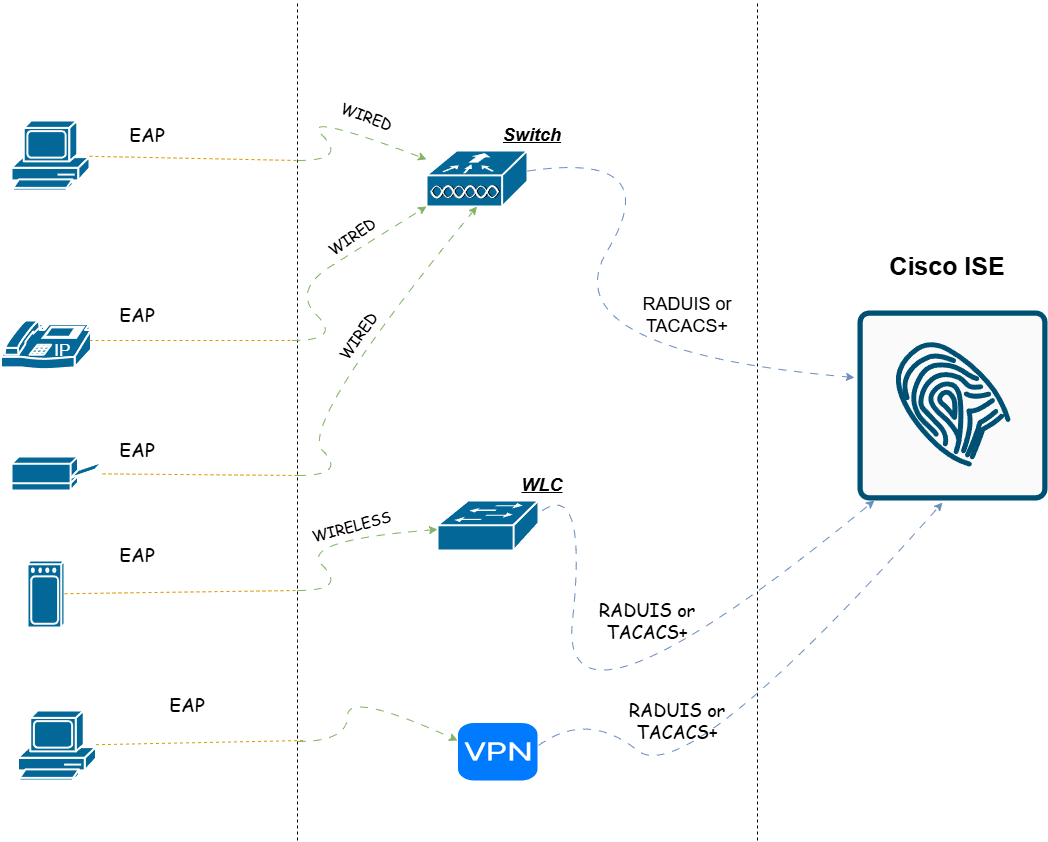 WIRED
EAP
Switch
WIRED
Cisco ISE
RADUIS or
TACACS+
EAP
IP
WIRED
EAP
WLC
WIRELESS
EAP
RADUIS or
TACACS+
EAP
RADUIS or
TACACS+
VPN